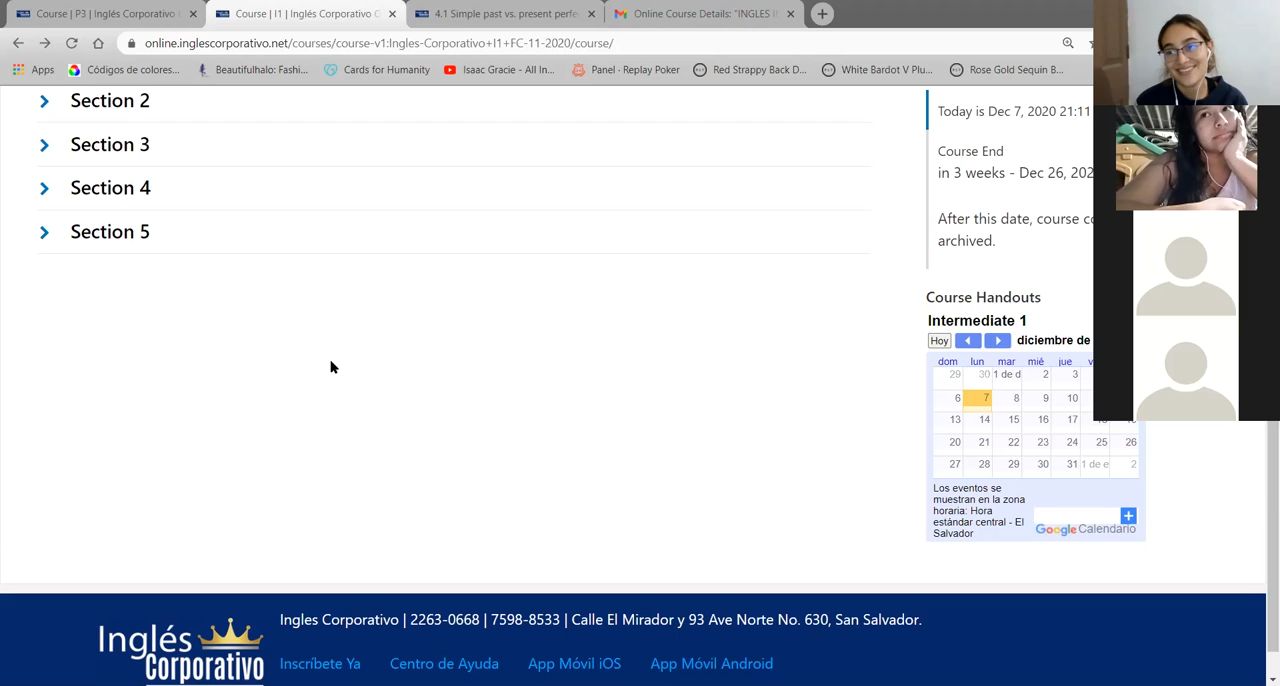 Course | P3 | Inglés Corporativo
Course | I1 | Inglés Corporativo
4.1 Simple past vs. present perfe
Online Course Details: "INGLES I
online.inglescorporativo.net/courses/course-v1:Ingles-Corporativo+I1+FC-11-2020/course/
Apps
Códigos de colores...
Beautifulhalo: Fashi...
Cards for Humanity
Isaac Gracie - All In...
Panel · Replay Poker
Red Strappy Back D...
White Bardot V Plu...
Rose Gold Sequin B...
Section 2
Section 3
Section 4
Section 5
Today is Dec 7, 2020 21:11
Course End
in 3 weeks - Dec 26, 202
After this date, course co
archived.
Course Handouts
Intermediate 1
Hoy
diciembre de
dom lun mar mié jue v
29 30 1 de d 2 3
6 7 8 9 10
13 14 15 16 17
20 21 22 23 24 25 26
27 28 29 30 31 1 de e 2
Los eventos se
muestran en la zona
horaria: Hora
estándar central - El
Salvador
Google Calendario
Ingles Corporativo | 2263-0668 | 7598-8533 | Calle El Mirador y 93 Ave Norte No. 630, San Salvador.
Inglés
Corporativo
Inscríbete Ya
Centro de Ayuda
App Móvil iOS
App Móvil Android